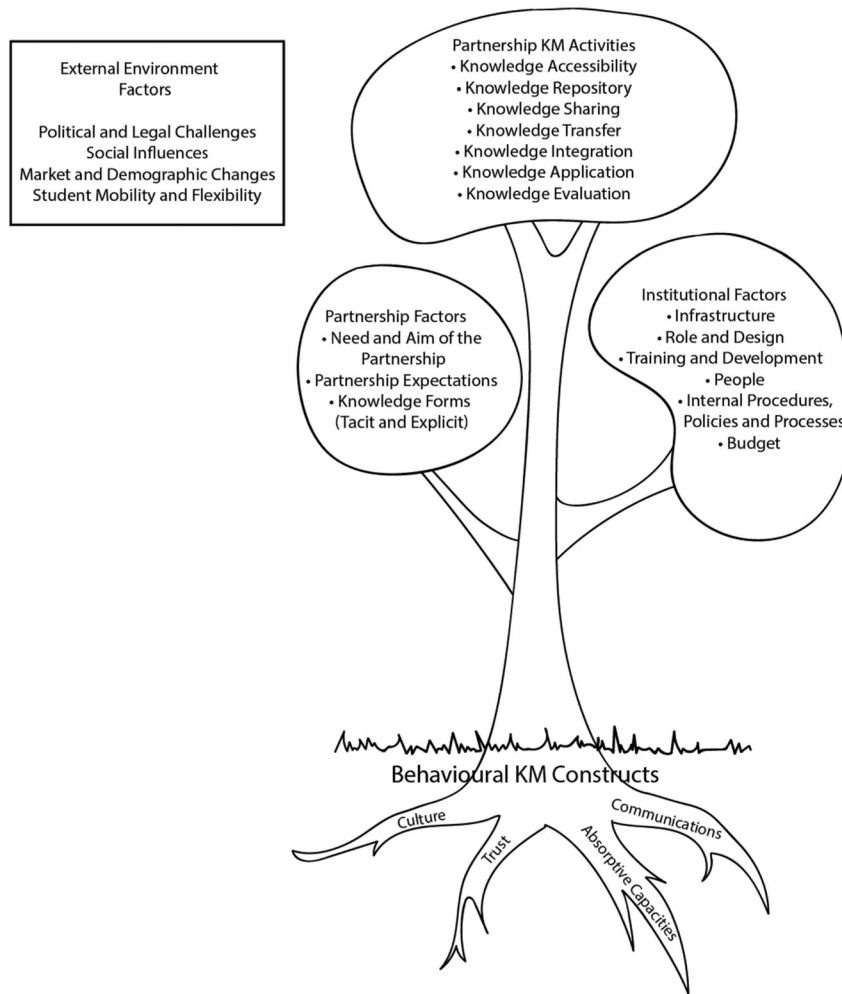 External Environment
Factors
Political and Legal Challenges
Social Influences
Market and Demographic Changes
Student Mobility and Flexibility
Partnership KM Activities
• Knowledge Accessibility
• Knowledge Repository
• Knowledge Sharing
• Knowledge Transfer
• Knowledge Integration
• Knowledge Application
• Knowledge Evaluation
Partnership Factors
• Need and Aim of the
Partnership
• Partnership Expectations
• Knowledge Forms
(Tacit and Explicit)
Institutional Factors
• Infrastructure
• Role and Design
• Training and Development
• People
• Internal Procedures,
Policies and Processes
• Budget
Behavioural KM Constructs
Culture
Trust
Absorptive Capacities
Communications